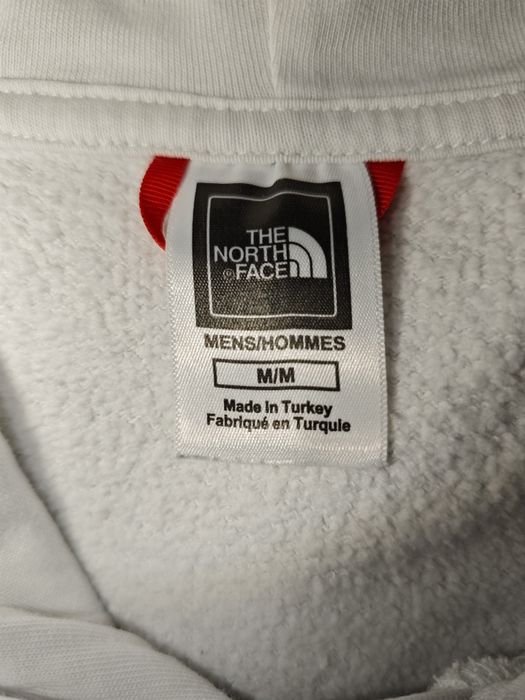 THE
NORTH
®FACE
MENS/HOMMES
M/M
Made in Turkey
Fabriqué en Turquie